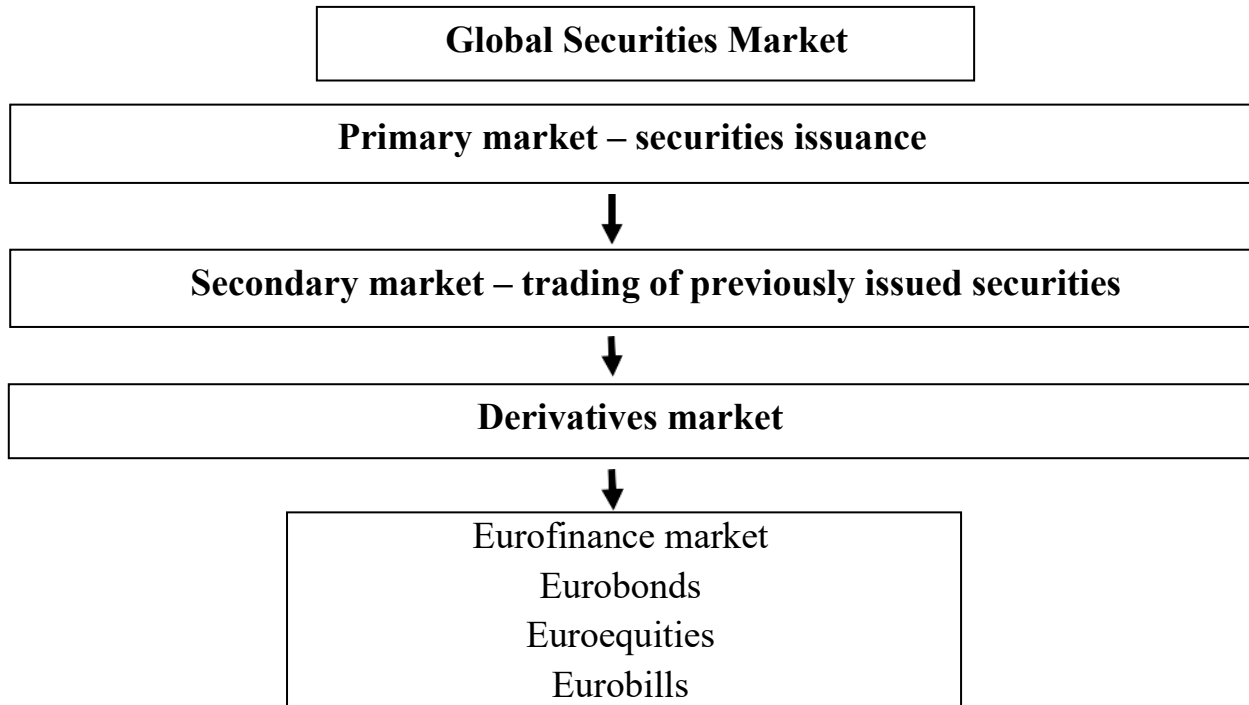 Global Securities Market
Primary market – securities issuance
Secondary market – trading of previously issued securities
Derivatives market
Eurofinance market
Eurobonds
Euroequities
Eurobills